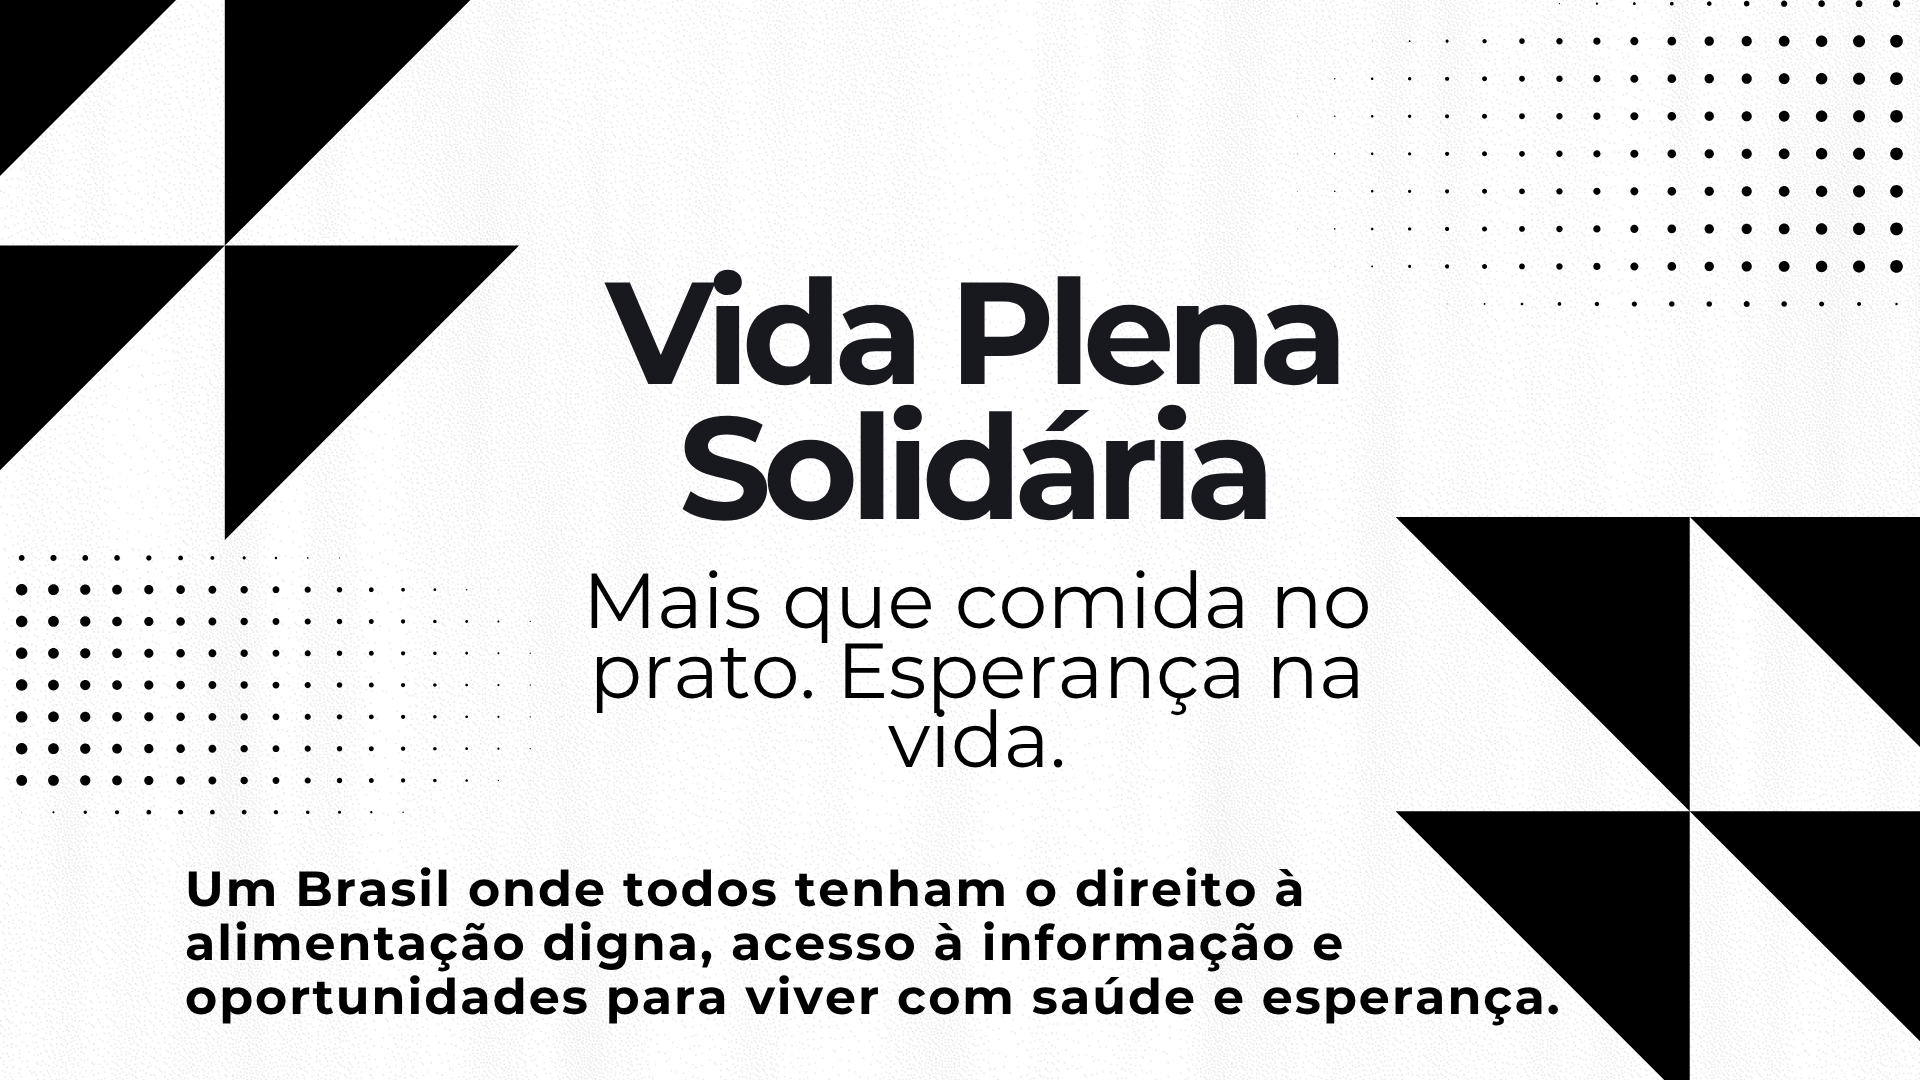 Vida Plena
Solidária
Mais que comida no
prato. Esperança na
vida.
Um Brasil onde todos tenham o direito à
alimentação digna, acesso à informação e
oportunidades para viver com saúde e esperança.